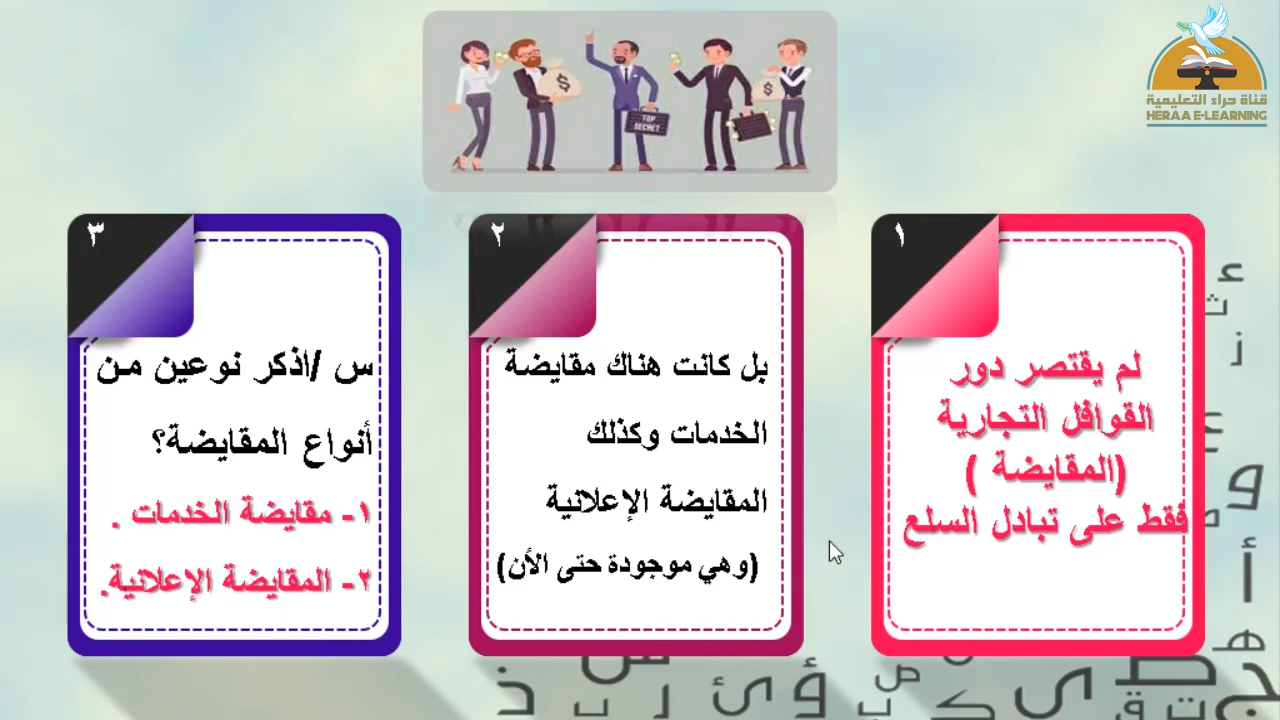 قناة حراء التعليمية
HERAA E-LEARNING
$
TOP
SECRET
$
١
لم يقتصر دور
القوافل التجارية
(المقايضة )
فقط على تبادل السلع
٢
بل كانت هناك مقايضة
الخدمات وكذلك
المقايضة الإعلانية
(وهي موجودة حتى الأن)
٣
س /اذكر نوعين من
أنواع المقايضة؟
١- مقايضة الخدمات .
٢- المقايضة الإعلانية.